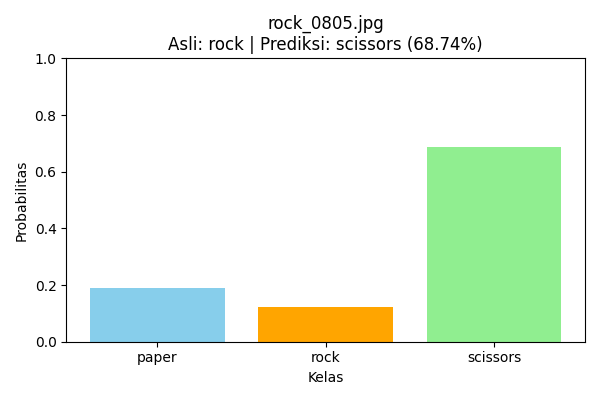 rock_0805.jpg
Asli: rock | Prediksi: scissors (68.74%)
1.0
0.8
0.6
0.4
0.2
0.0
Probabilitas
paper rock scissors
Kelas